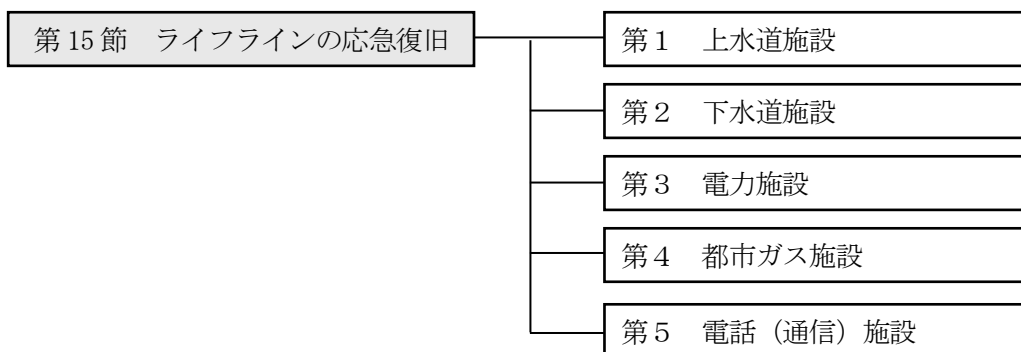 第15節　ライフラインの応急復旧
第１　上水道施設
第２　下水道施設
第３　電力施設
第４　都市ガス施設
第５　電話（通信）施設